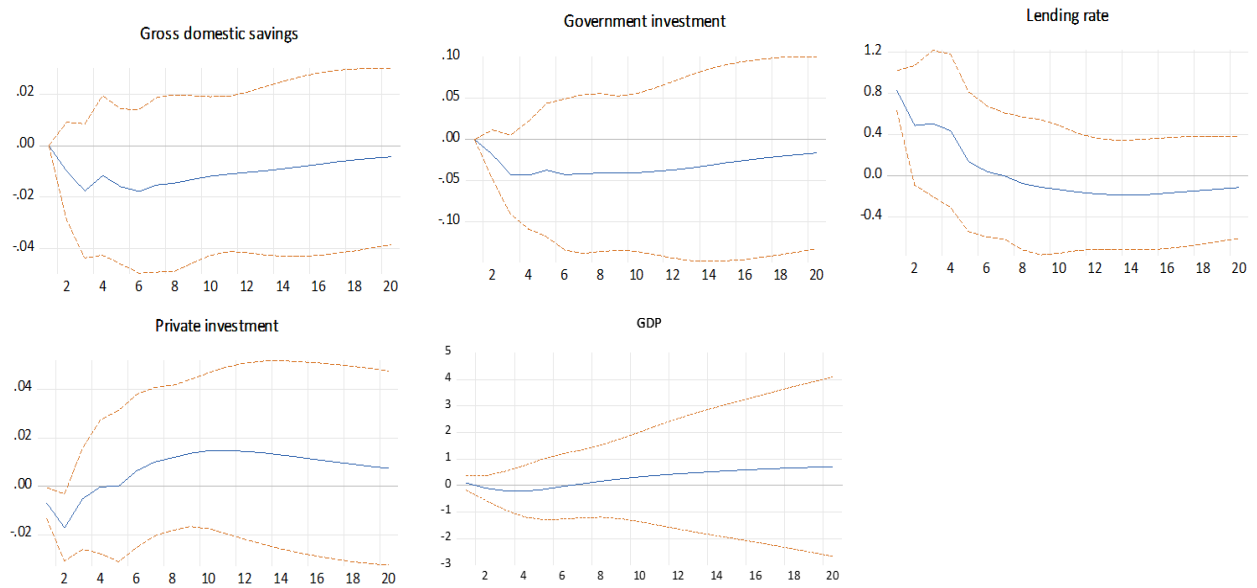 Gross domestic savings
.02
.00
-.02
-.04
2 4 6 8 10 12 14 16 18 20
Government investment
.10
.05
.00
-.05
-.10
2 4 6 8 10 12 14 16 18 20
Lending rate
1.2
0.8
0.4
0.0
-0.4
2 4 6 8 10 12 14 16 18 20
Private investment
.04
.02
.00
-.02
2 4 6 8 10 12 14 16 18 20
GDP
5
4
3
2
1
0
-1
-2
-3
2 4 6 8 10 12 14 16 18 20